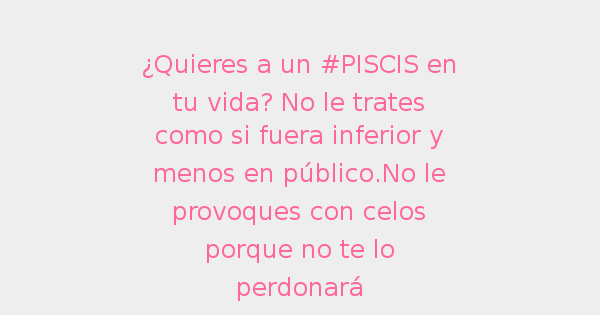 ¿Quieres a un #PISCIS en
tu vida? No le trates
como si fuera inferior y
menos en público.No le
provoques con celos
porque no te lo
perdonará